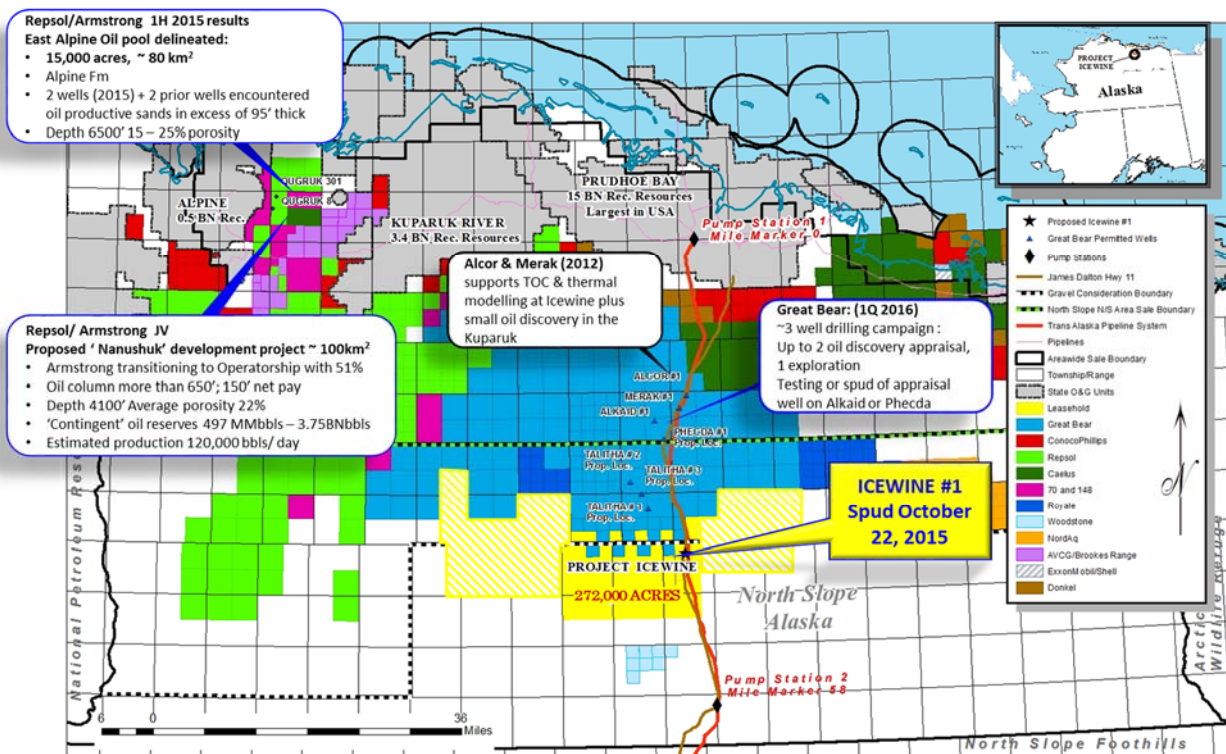 Repsol/Armstrong 1H 2015 results
East Alpine Oil pool delineated:
• 15,000 acres, ~ 80 km²
• Alpine Fm
• 2 wells (2015) + 2 prior wells encountered
oil productive sands in excess of 95' thick
• Depth 6500' 15 – 25% porosity
PROJECT
ICEWINE
Alaska
QUGRUK 301
QUGRUK 8
ALPINE
0.5 BN Rec.
PRUDHOE BAY
15 BN Rec. Resources
Largest in USA
KUPARUK RIVER
3.4 BN Rec. Resources
Pump Station 1
Mile Marker 0
Alcor & Merak (2012)
supports TOC & thermal
modelling at Icewine plus
small oil discovery in the
Kuparuk
Great Bear: (1Q 2016)
~3 well drilling campaign :
Up to 2 oil discovery appraisal,
1 exploration
Testing or spud of appraisal
well on Alkaid or Phecda
Repsol/ Armstrong JV
Proposed ' Nanushuk' development project ~ 100km²
• Armstrong transitioning to Operatorship with 51%
• Oil column more than 650'; 150' net pay
• Depth 4100' Average porosity 22%
• 'Contingent' oil reserves 497 MMbbls – 3.75BNbbls
• Estimated production 120,000 bbls/ day
ALCOR #1
MERAK #1
ALKAID #1
PHECDA #1
Prop. Loc.
TALITHA # 2
Prop. Loc.
TALITHA # 3
Prop. Loc.
TALITHA # 1
Prop. Loc.
ICEWINE #1
Spud October
22, 2015
PROJECT ICEWINE
272,000 ACRES
North Slope
Alaska
Pump Station 2
Mile Marker 58
National Petroleum Rese
Arctic
Wildlife Refuge
North Slope Foothills
6 0 36
Miles
Proposed Icewine #1
Great Bear Permitted Wells
Pump Stations
James Dalton Hwy 11
Gravel Consideration Boundary
North Slope N/S Area Sale Boundary
Trans Alaska Pipeline System
Pipelines
Areawide Sale Boundary
Township/Range
State O&G Units
Leasehold
Great Bear
ConocoPhillips
Repsol
Caelus
70 and 148
Royale
Woodstone
NordAq
AVCG/Brookes Range
ExxonMobil/Shell
Donkel
N